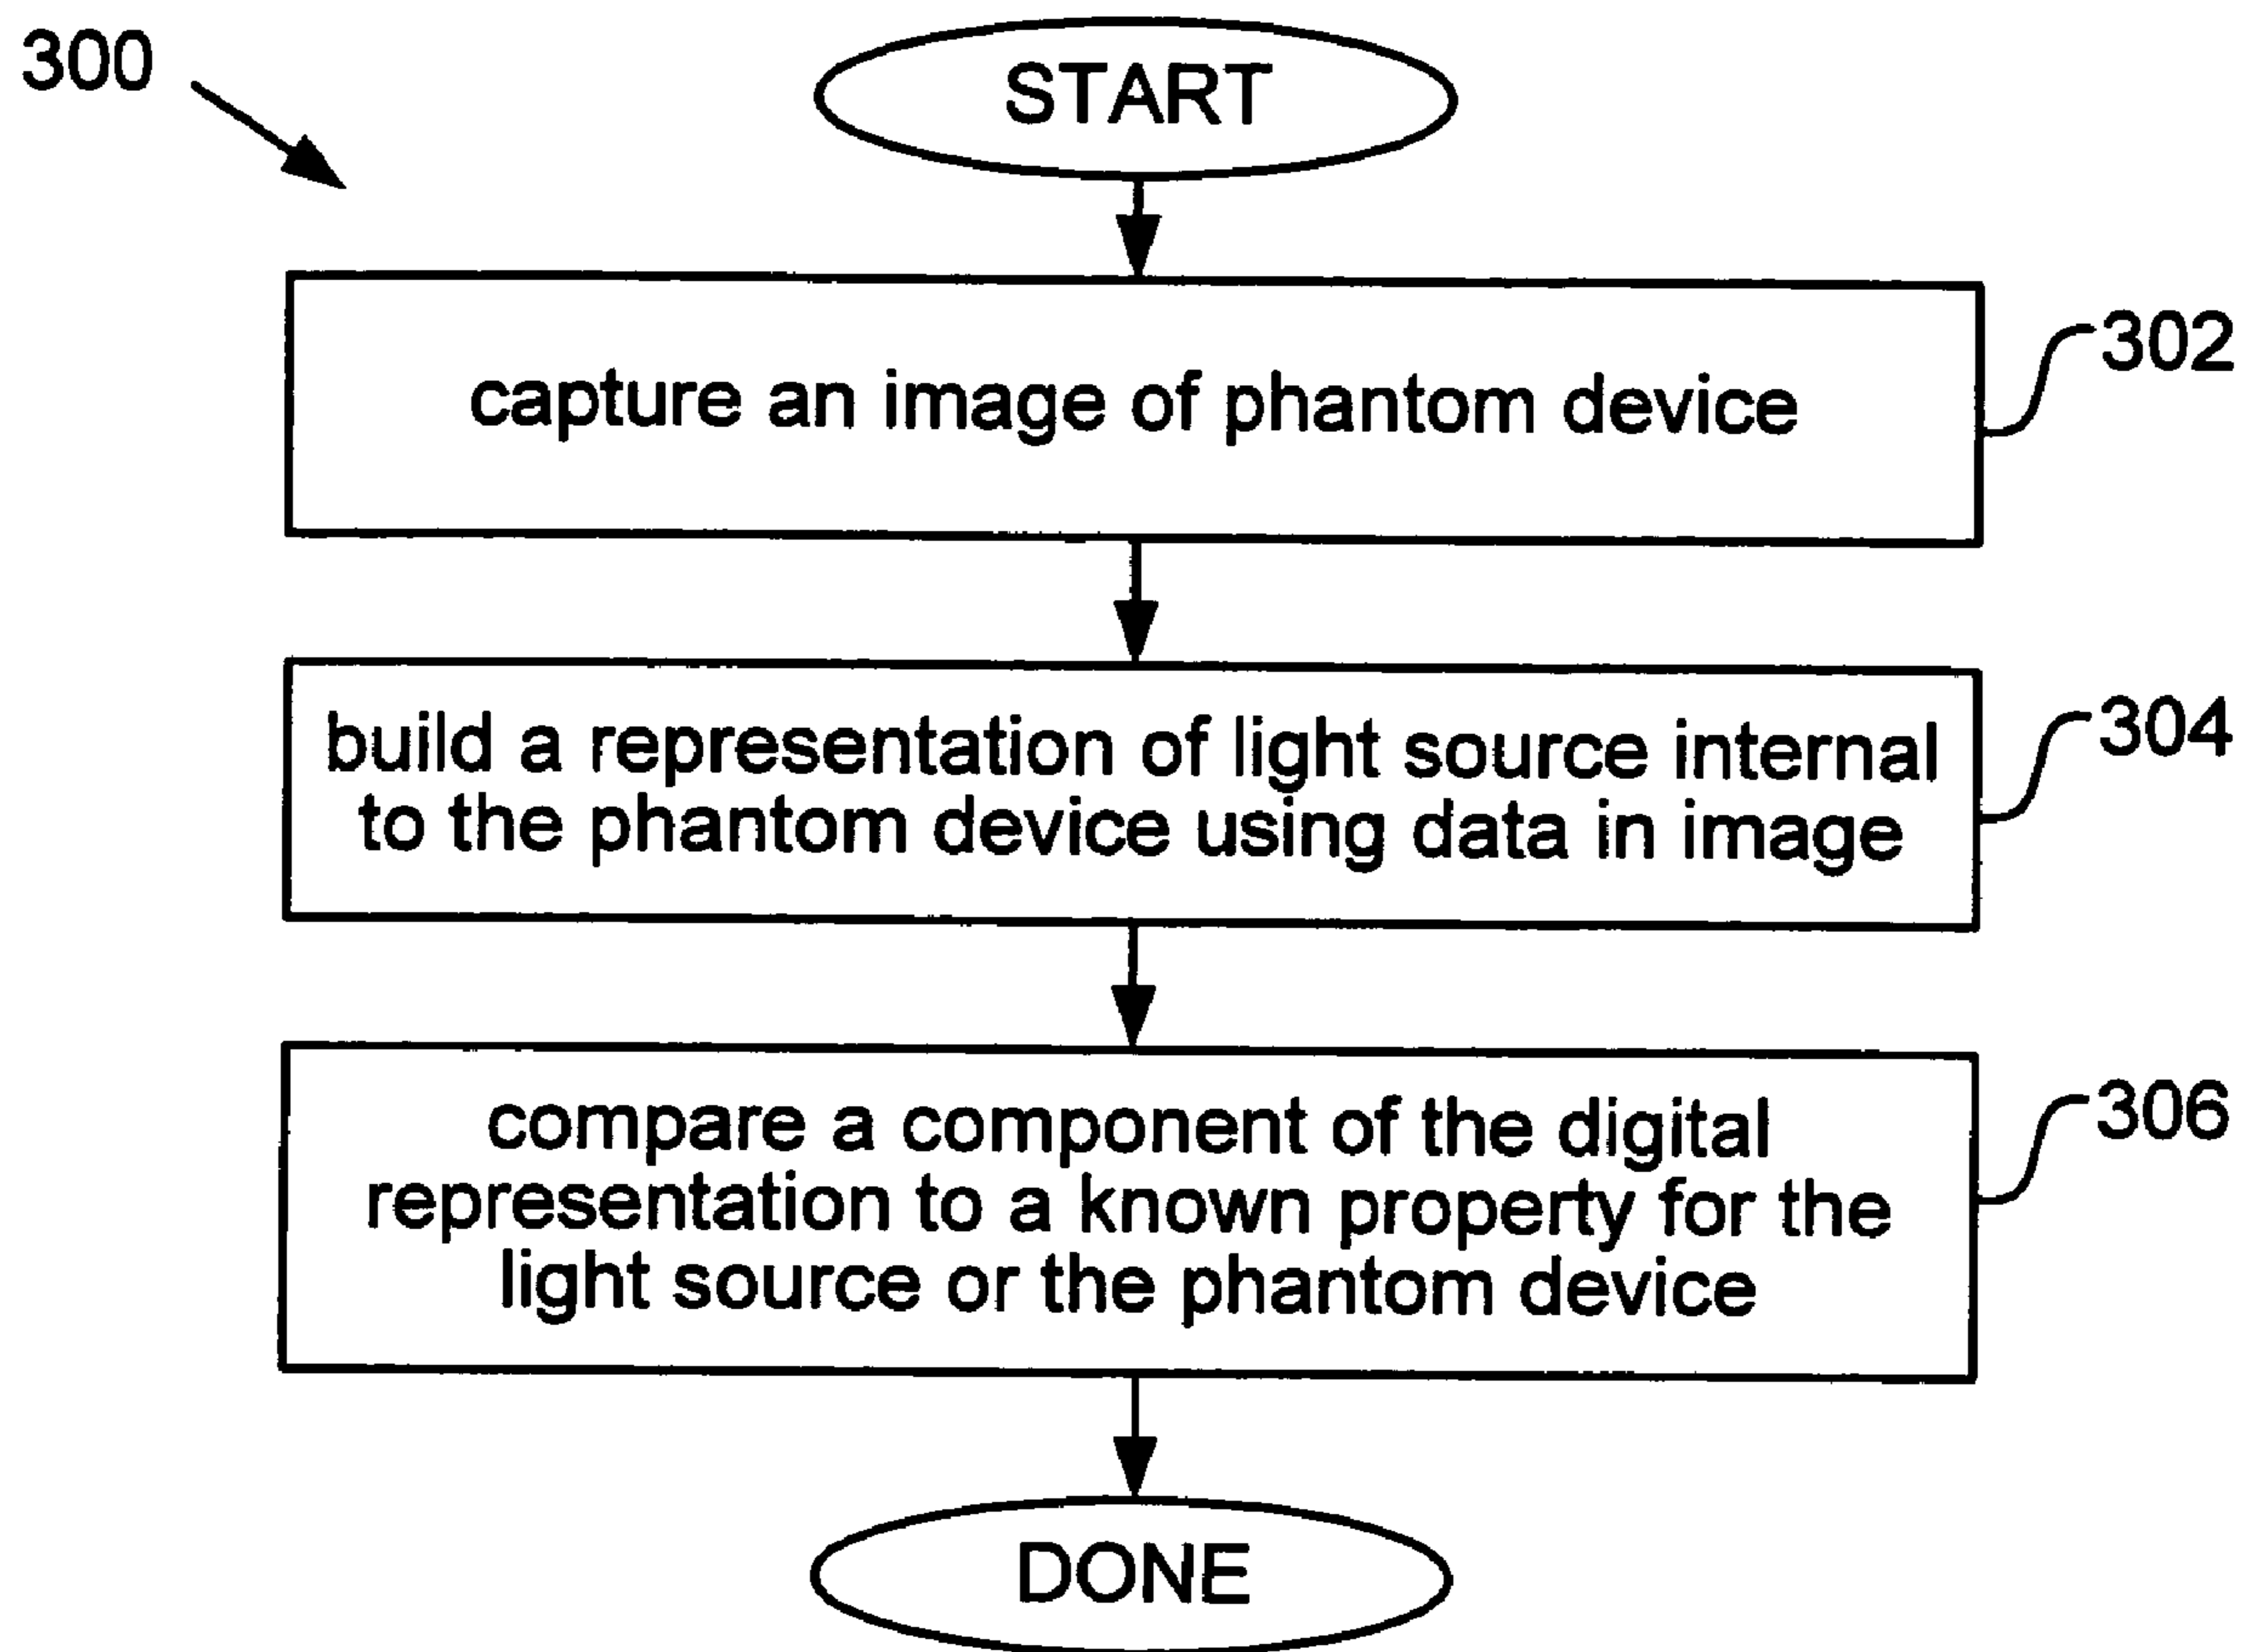 300
START
capture an image of phantom device
302
build a representation of light source internal
to the phantom device using data in image
304
compare a component of the digital
representation to a known property for the
light source or the phantom device
306
DONE